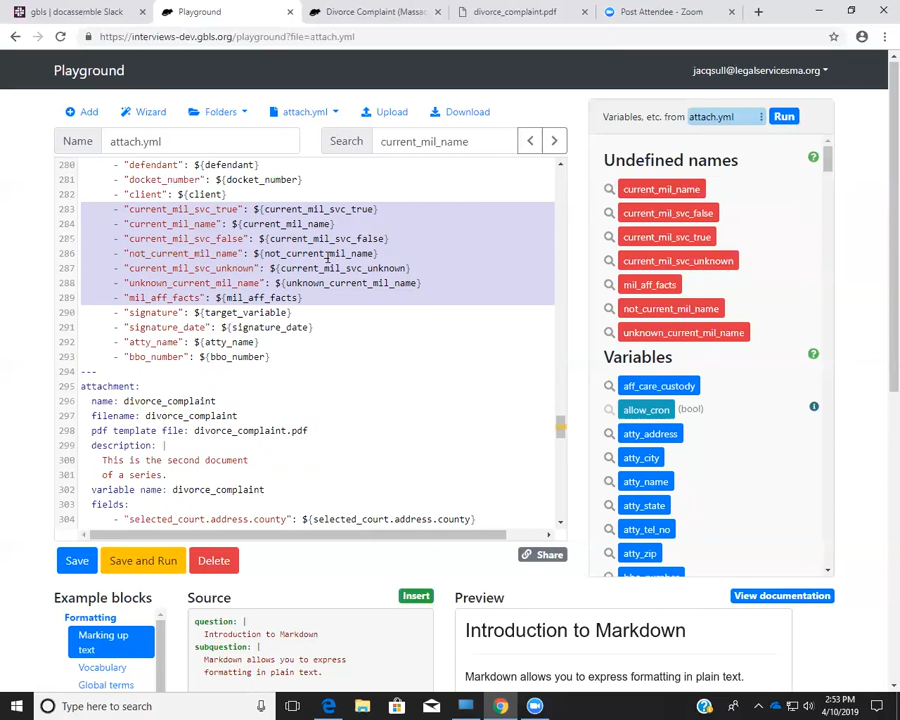 gbls | docassemble Slack
Playground
Divorce Complaint (Massac
divorce_complaint.pdf
Post Attendee - Zoom
https://interviews-dev.gbls.org/playground?file=attach.yml
Playground
jacqsull@legalservicesma.org
Add
Wizard
Folders
attach.yml
Upload
Download
Variables, etc. from
attach.yml
Run
Name
attach.yml
Search
current_mil_name
280 - "defendant": ${defendant}
281 - "docket_number": ${docket_number}
282 - "client": ${client}
283 - "current_mil_svc_true": ${current_mil_svc_true}
284 - "current_mil_name": ${current_mil_name}
285 - "current_mil_svc_false": ${current_mil_svc_false}
286 - "not_current_mil_name": ${not_current_mil_name}
287 - "current_mil_svc_unknown": ${current_mil_svc_unknown}
288 - "unknown_current_mil_name": ${unknown_current_mil_name}
289 - "mil_aff_facts": ${mil_aff_facts}
290 - "signature": ${target_variable}
291 - "signature_date": ${signature_date}
292 - "atty_name": ${atty_name}
293 - "bbo_number": ${bbo_number}
294 ---
295 attachment:
296 name: divorce_complaint
297 filename: divorce_complaint
298 pdf template file: divorce_complaint.pdf
299 description: |
300 This is the second document
301 of a series.
302 variable name: divorce_complaint
303 fields:
304 - "selected_court.address.county": ${selected_court.address.county}
Undefined names
current_mil_name
current_mil_svc_false
current_mil_svc_true
current_mil_svc_unknown
mil_aff_facts
not_current_mil_name
unknown_current_mil_name
Variables
aff_care_custody
allow_cron (bool)
atty_address
atty_city
atty_name
atty_state
atty_tel_no
atty_zip
bbo_number
Save
Save and Run
Delete
Share
Example blocks
Formatting
Marking up
text
Vocabulary
Global terms
Source
Insert
question: |
Introduction to Markdown
subquestion: |
Markdown allows you to express
formatting in plain text.
Preview
View documentation
Introduction to Markdown
Markdown allows you to express formatting in plain text.
Type here to search
2:53 PM
4/10/2019